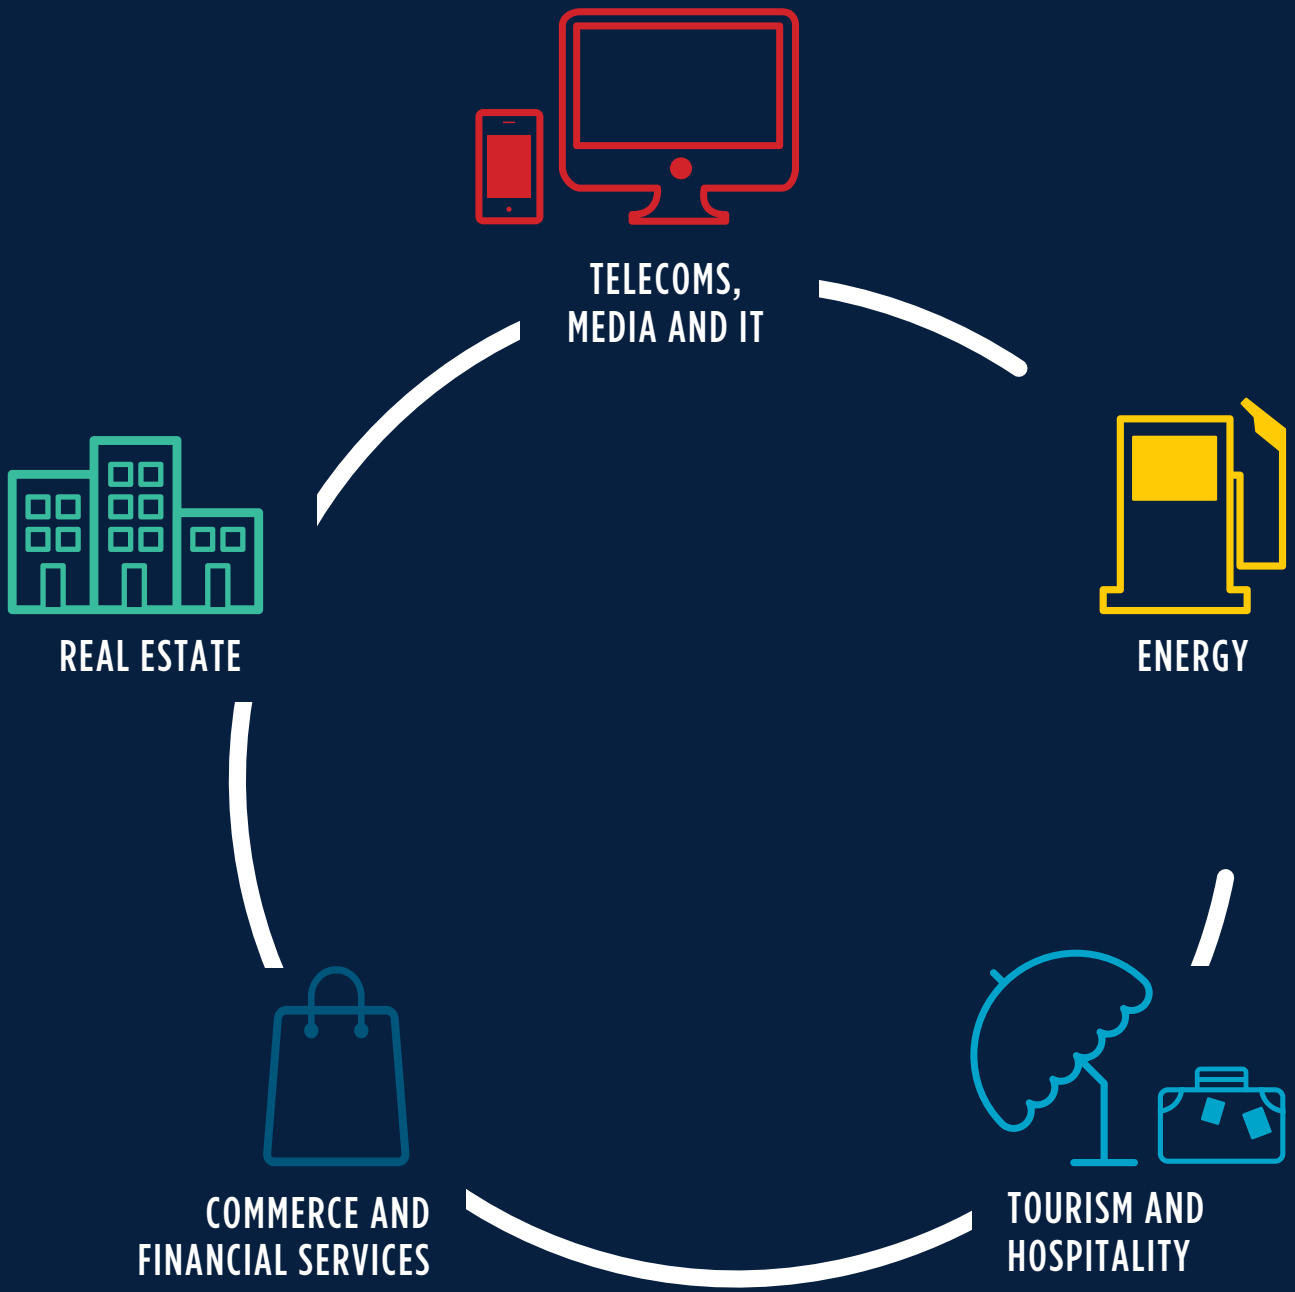 TELECOMS,
MEDIA AND IT
REAL ESTATE
ENERGY
COMMERCE AND
FINANCIAL SERVICES
TOURISM AND
HOSPITALITY